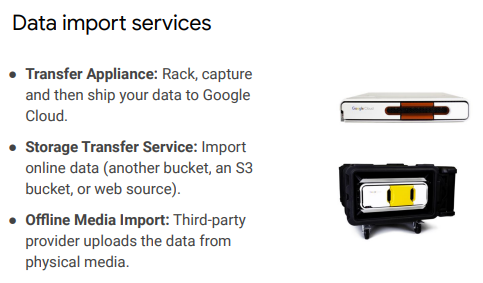 Data import services
● Transfer Appliance: Rack, capture
and then ship your data to Google
Cloud.
● Storage Transfer Service: Import
online data (another bucket, an S3
bucket, or web source).
● Offline Media Import: Third-party
provider uploads the data from
physical media.
Google Cloud